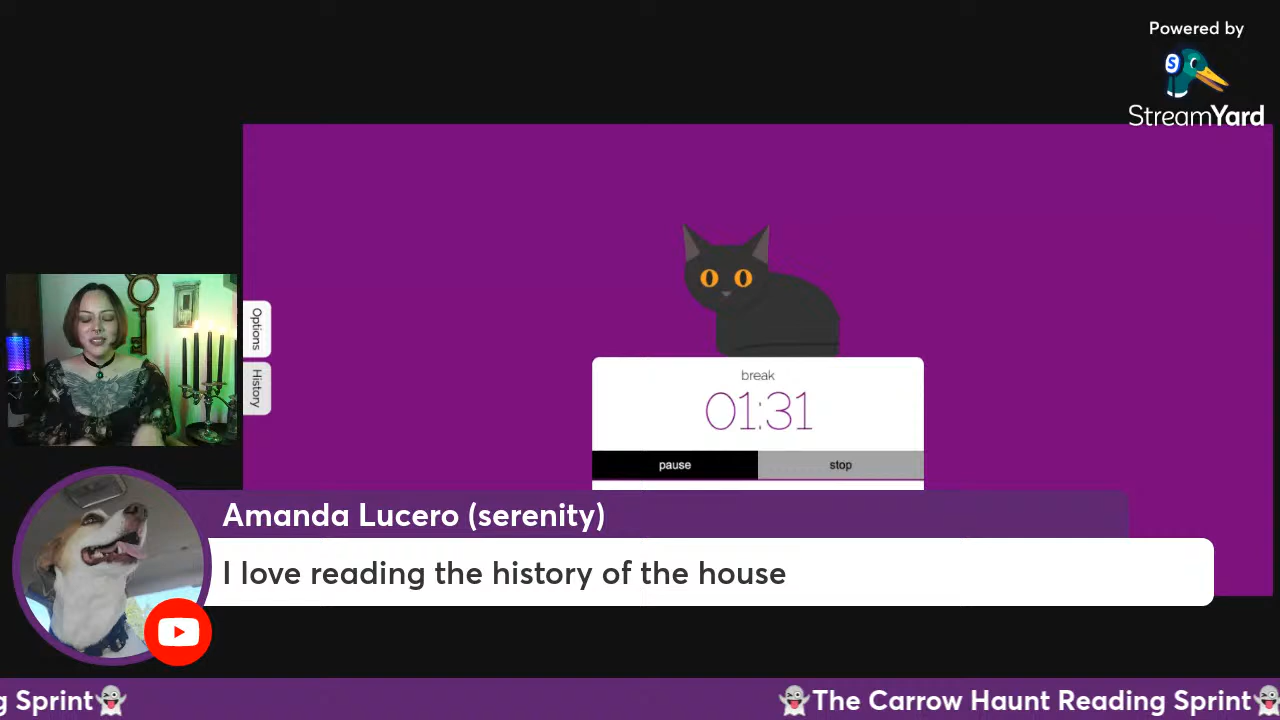 Powered by
S
StreamYard
Options
History
break
01:31
pause
stop
Amanda Lucero (serenity)
I love reading the history of the house
g Sprint👻 👻The Carrow Haunt Reading Sprint👻